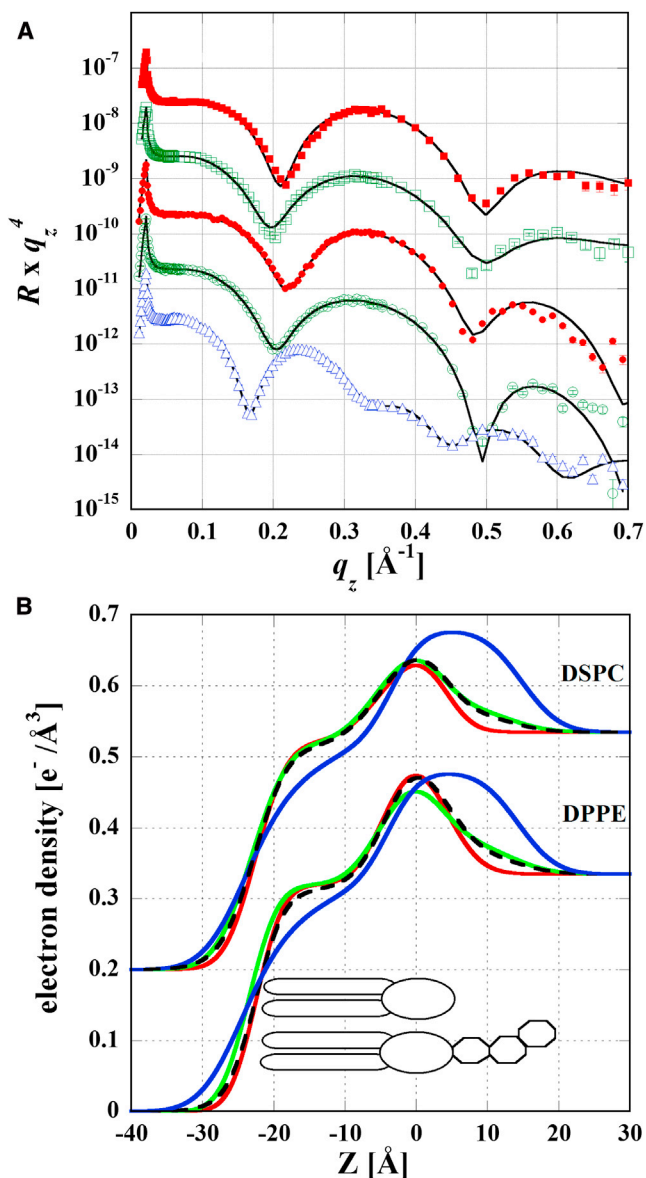 A
10⁻⁷
10⁻⁸
10⁻⁹
10⁻¹⁰
10⁻¹¹
10⁻¹²
10⁻¹³
10⁻¹⁴
10⁻¹⁵
R x q_z⁴
0 0.1 0.2 0.3 0.4 0.5 0.6 0.7
q_z [Å⁻¹]
B
0.7
0.6
0.5
0.4
0.3
0.2
0.1
0
electron density [e⁻/Å³]
DSPC
DPPE
-40 -30 -20 -10 0 10 20 30
Z [Å]